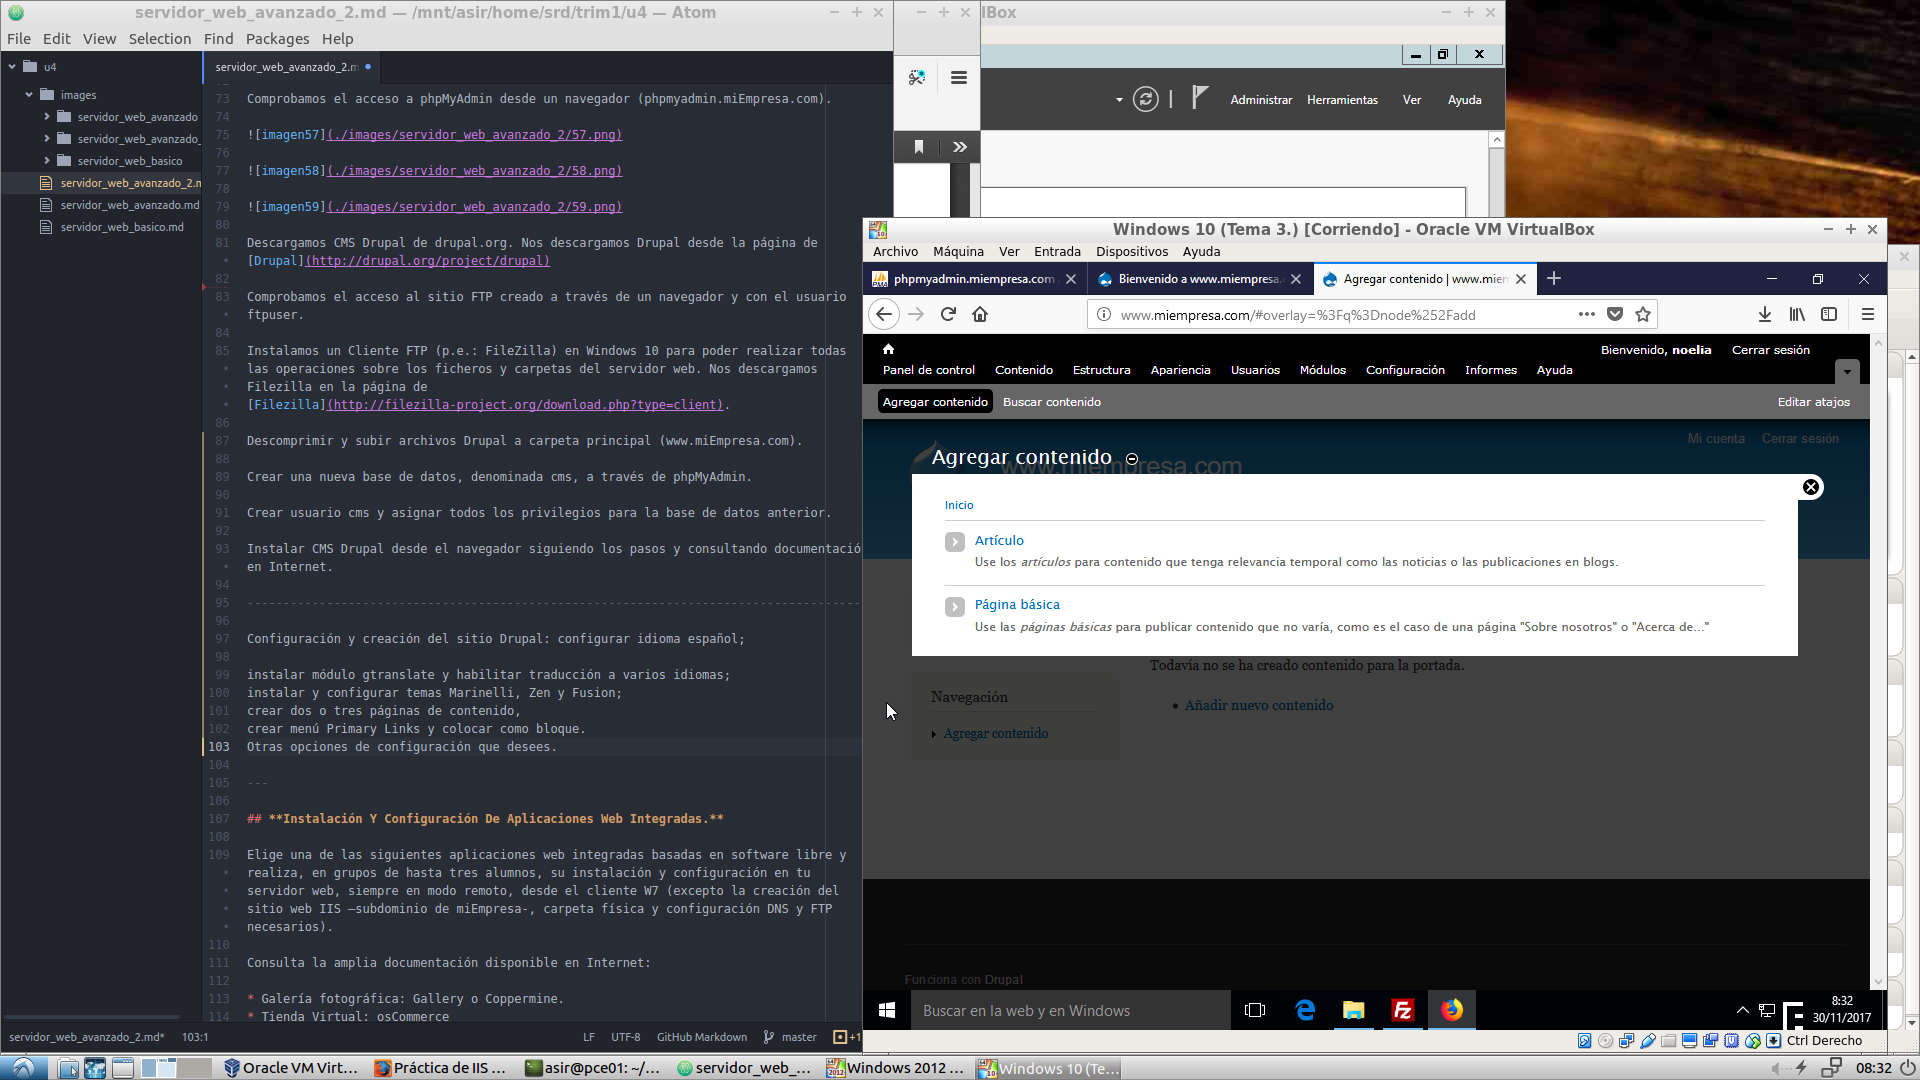 servidor_web_avanzado_2.md — /mnt/asir/home/srd/trim1/u4 — Atom
File Edit View Selection Find Packages Help
u4
images
servidor_web_avanzado
servidor_web_avanzado_
servidor_web_basico
servidor_web_avanzado_2.m
servidor_web_avanzado.md
servidor_web_basico.md
servidor_web_avanzado_2.m
73 Comprobamos el acceso a phpMyAdmin desde un navegador (phpmyadmin.miEmpresa.com).
74
75 ![imagen57](./images/servidor_web_avanzado_2/57.png)
76
77 ![imagen58](./images/servidor_web_avanzado_2/58.png)
78
79 ![imagen59](./images/servidor_web_avanzado_2/59.png)
80
81 Descargamos CMS Drupal de drupal.org. Nos descargamos Drupal desde la página de
[Drupal](http://drupal.org/project/drupal)
82
83 Comprobamos el acceso al sitio FTP creado a través de un navegador y con el usuario
ftpuser.
84
85 Instalamos un Cliente FTP (p.e.: FileZilla) en Windows 10 para poder realizar todas
las operaciones sobre los ficheros y carpetas del servidor web. Nos descargamos
Filezilla en la página de
[Filezilla](http://filezilla-project.org/download.php?type=client).
86
87 Descomprimir y subir archivos Drupal a carpeta principal (www.miEmpresa.com).
88
89 Crear una nueva base de datos, denominada cms, a través de phpMyAdmin.
90
91 Crear usuario cms y asignar todos los privilegios para la base de datos anterior.
92
93 Instalar CMS Drupal desde el navegador siguiendo los pasos y consultando documentació
en Internet.
94
95 -------------------------------------------------------------------------------------
96
97 Configuración y creación del sitio Drupal: configurar idioma español;
98
99 instalar módulo gtranslate y habilitar traducción a varios idiomas;
100 instalar y configurar temas Marinelli, Zen y Fusion;
101 crear dos o tres páginas de contenido,
102 crear menú Primary Links y colocar como bloque.
103 Otras opciones de configuración que desees.
104
105 ---
106
107 ## **Instalación Y Configuración De Aplicaciones Web Integradas.**
108
109 Elige una de las siguientes aplicaciones web integradas basadas en software libre y
realiza, en grupos de hasta tres alumnos, su instalación y configuración en tu
servidor web, siempre en modo remoto, desde el cliente W7 (excepto la creación del
sitio web IIS –subdominio de miEmpresa-, carpeta física y configuración DNS y FTP
necesarios).
110
111 Consulta la amplia documentación disponible en Internet:
112
113 * Galería fotográfica: Gallery o Coppermine.
114 * Tienda Virtual: osCommerce
servidor_web_avanzado_2.md* 103:1 LF UTF-8 GitHub Markdown master +1
lBox
Administrar Herramientas Ver Ayuda
Windows 10 (Tema 3.) [Corriendo] - Oracle VM VirtualBox
Archivo Máquina Ver Entrada Dispositivos Ayuda
phpmyadmin.miempresa.com
Bienvenido a www.miempresa.
Agregar contenido | www.mien
www.miempresa.com/#overlay=%3Fq%3Dnode%252Fadd
Bienvenido, noelia Cerrar sesión
Panel de control Contenido Estructura Apariencia Usuarios Módulos Configuración Informes Ayuda
Agregar contenido Buscar contenido Editar atajos
Mi cuenta Cerrar sesión
Agregar contenido
www.miempresa.com
Inicio
Artículo
Use los artículos para contenido que tenga relevancia temporal como las noticias o las publicaciones en blogs.
Página básica
Use las páginas básicas para publicar contenido que no varía, como es el caso de una página "Sobre nosotros" o "Acerca de..."
Todavía no se ha creado contenido para la portada.
Navegación
Añadir nuevo contenido
Agregar contenido
Funciona con Drupal
Buscar en la web y en Windows
8:32
30/11/2017
Ctrl Derecho
Oracle VM Virt...
Práctica de IIS ...
asir@pce01: ~/...
servidor_web_...
Windows 2012 ...
Windows 10 (Te...
08:32